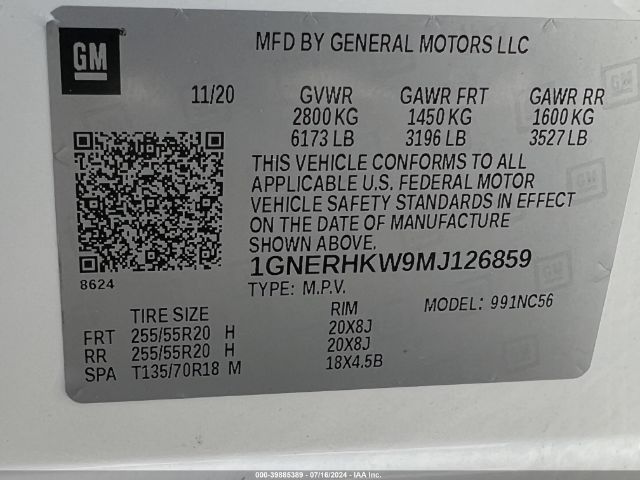 GM
MFD BY GENERAL MOTORS LLC
11/20 GVWR GAWR FRT GAWR RR
2800 KG 1450 KG 1600 KG
6173 LB 3196 LB 3527 LB
THIS VEHICLE CONFORMS TO ALL
APPLICABLE U.S. FEDERAL MOTOR
VEHICLE SAFETY STANDARDS IN EFFECT
ON THE DATE OF MANUFACTURE
SHOWN ABOVE.
8624
1GNERHKW9MJ126859
TYPE: M.P.V. MODEL: 991NC56
TIRE SIZE RIM
FRT 255/55R20 H 20X8J
RR 255/55R20 H 20X8J
SPA T135/70R18 M 18X4.5B
000-39885389 - 07/16/2024 - IAA Inc.